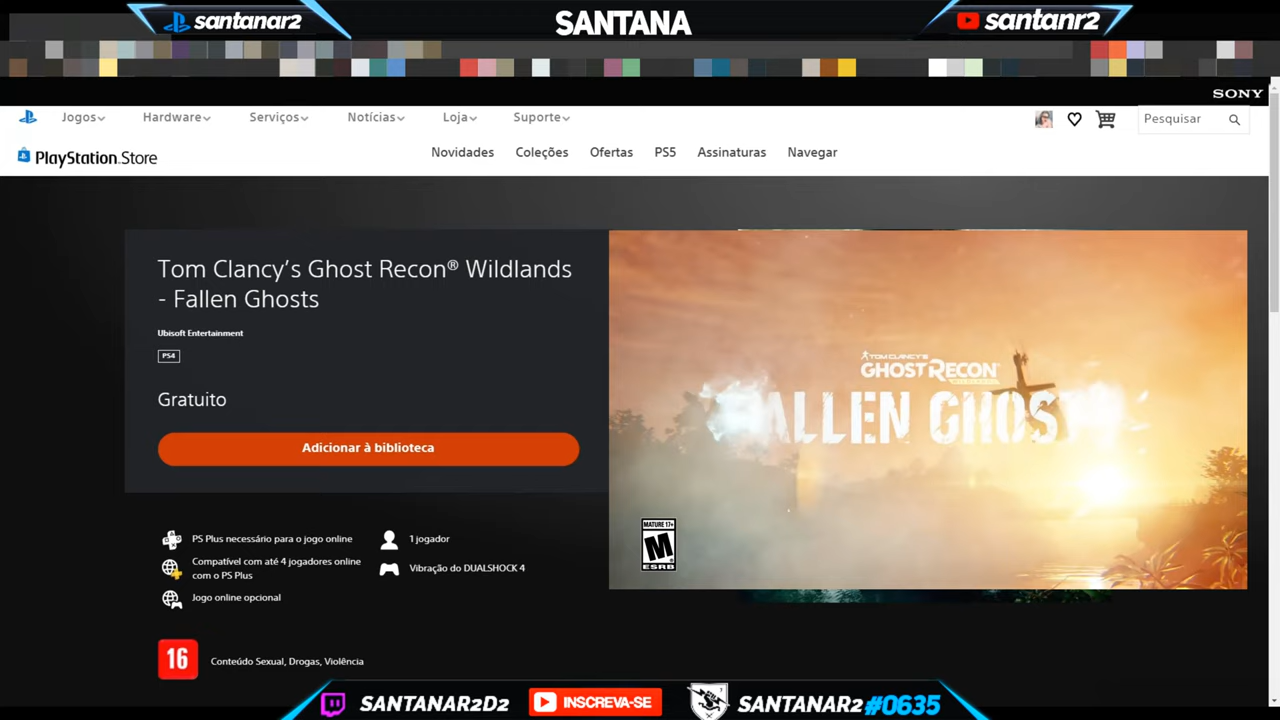 santanar2
SANTANA
santanr2
SONY
Jogos
Hardware
Serviços
Notícias
Loja
Suporte
Pesquisar
PlayStation Store
Novidades
Coleções
Ofertas
PS5
Assinaturas
Navegar
Tom Clancy's Ghost Recon® Wildlands
- Fallen Ghosts
Ubisoft Entertainment
PS4
Gratuito
Adicionar à biblioteca
TOM CLANCY'S
GHOST RECON
WILDLANDS
FALLEN GHOSTS
MATURE 17+
M
ESRB
PS Plus necessário para o jogo online
1 jogador
Compatível com até 4 jogadores online
com o PS Plus
Vibração do DUALSHOCK 4
Jogo online opcional
16
Conteúdo Sexual, Drogas, Violência
SANTANAR2D2
INSCREVA-SE
SANTANAR2 #0635